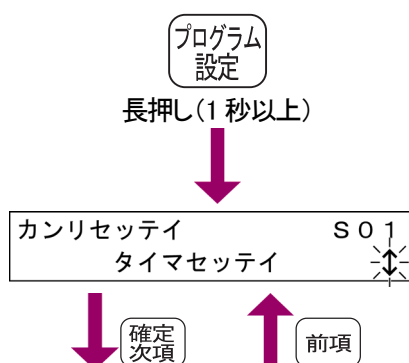 プログラム
設定
長押し(1秒以上)
カンリセッテイ S01
タイマセッテイ
確定
次項
前項